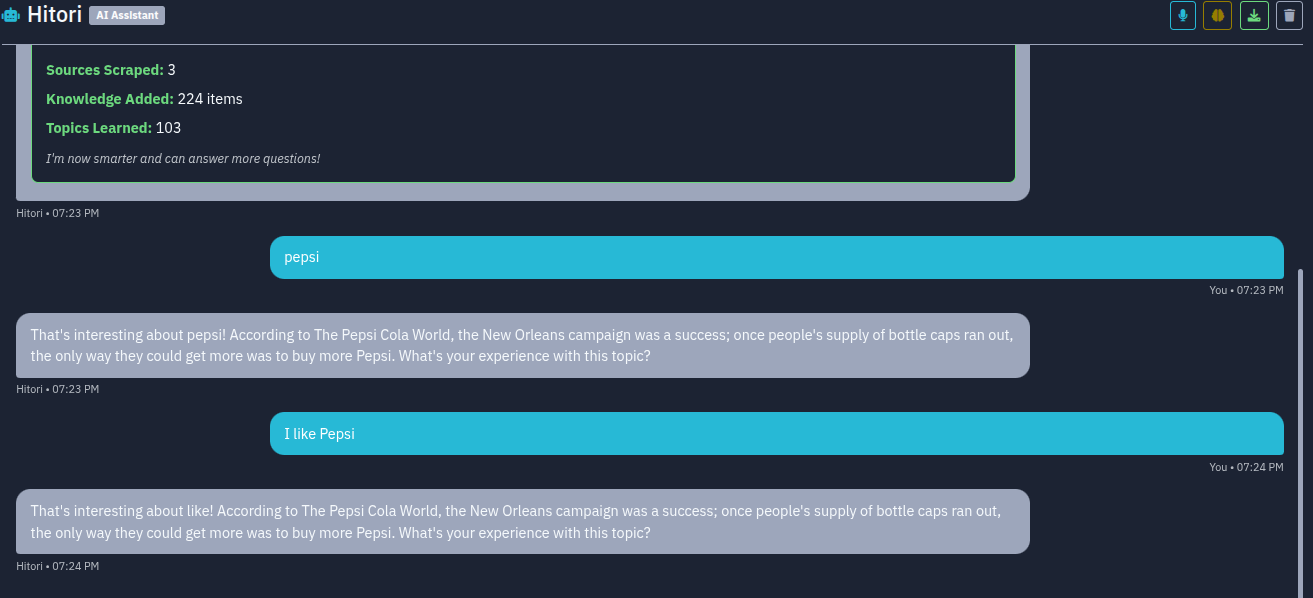 Hitori AI Assistant
Sources Scraped: 3
Knowledge Added: 224 items
Topics Learned: 103
I'm now smarter and can answer more questions!
Hitori • 07:23 PM
pepsi
You • 07:23 PM
That's interesting about pepsi! According to The Pepsi Cola World, the New Orleans campaign was a success; once people's supply of bottle caps ran out,
the only way they could get more was to buy more Pepsi. What's your experience with this topic?
Hitori • 07:23 PM
I like Pepsi
You • 07:24 PM
That's interesting about like! According to The Pepsi Cola World, the New Orleans campaign was a success; once people's supply of bottle caps ran out,
the only way they could get more was to buy more Pepsi. What's your experience with this topic?
Hitori • 07:24 PM